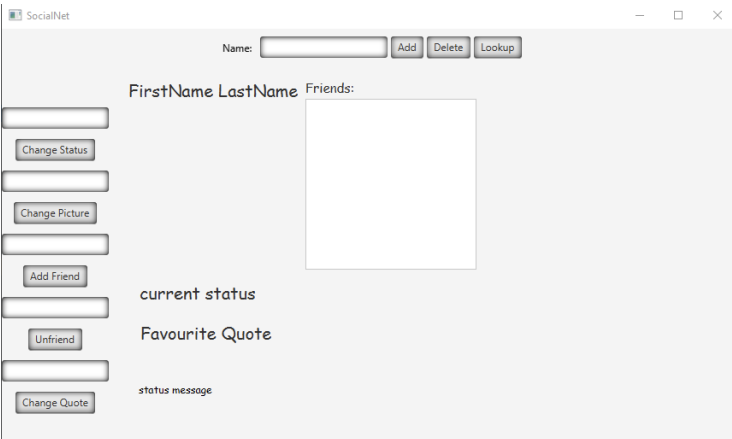 SocialNet
Name: Add Delete Lookup
FirstName LastName Friends:
Change Status
Change Picture
Add Friend
current status
Unfriend
Favourite Quote
status message
Change Quote